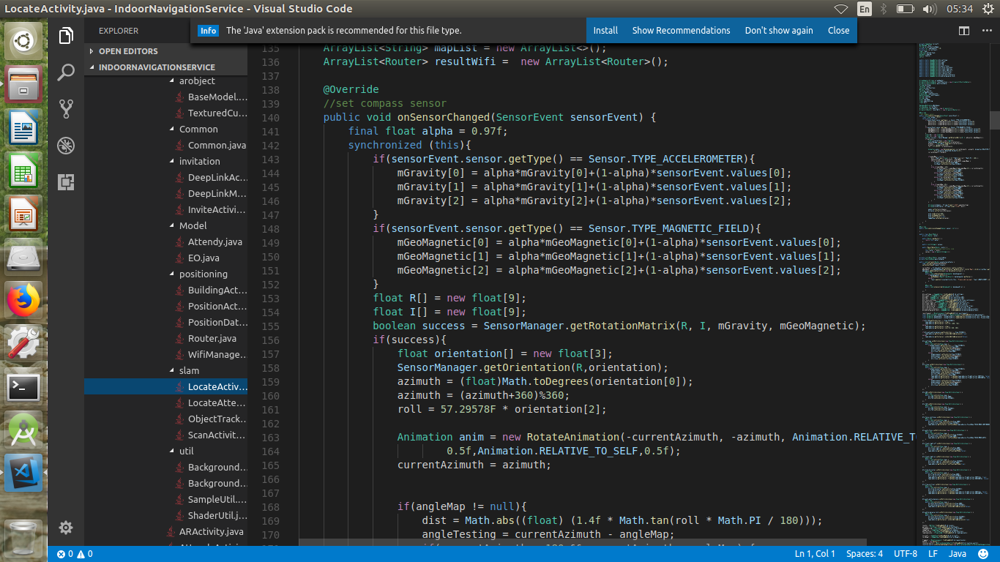 LocateActivity.java - IndoorNavigationService - Visual Studio Code
En
05:34
EXPLORER
Info
The 'Java' extension pack is recommended for this file type.
Install
Show Recommendations
Don't show again
Close
OPEN EDITORS
INDOORNAVIGATIONSERVICE
arobject
BaseModel....
TexturedCu...
Common
Common.java
invitation
DeepLinkAc...
DeepLinkM...
InviteActivi...
Model
Attendy.java
EO.java
positioning
BuildingAct...
PositionAct...
PositionDat...
Router.java
WifiManage...
slam
LocateActiv...
LocateAtte...
ObjectTrack...
ScanActivit...
util
Background...
Background...
SampleUtil....
ShaderUtil.j...
ARActivity.java
135 ArrayList<String> mapList = new ArrayList<>();
136 ArrayList<Router> resultWifi =  new ArrayList<Router>();
137
138 @Override
139 //set compass sensor
140 public void onSensorChanged(SensorEvent sensorEvent) {
141 final float alpha = 0.97f;
142 synchronized (this){
143 if(sensorEvent.sensor.getType() == Sensor.TYPE_ACCELEROMETER){
144 mGravity[0] = alpha*mGravity[0]+(1-alpha)*sensorEvent.values[0];
145 mGravity[1] = alpha*mGravity[1]+(1-alpha)*sensorEvent.values[1];
146 mGravity[2] = alpha*mGravity[2]+(1-alpha)*sensorEvent.values[2];
147 }
148 if(sensorEvent.sensor.getType() == Sensor.TYPE_MAGNETIC_FIELD){
149 mGeoMagnetic[0] = alpha*mGeoMagnetic[0]+(1-alpha)*sensorEvent.values[0];
150 mGeoMagnetic[1] = alpha*mGeoMagnetic[1]+(1-alpha)*sensorEvent.values[1];
151 mGeoMagnetic[2] = alpha*mGeoMagnetic[2]+(1-alpha)*sensorEvent.values[2];
152 }
153 float R[] = new float[9];
154 float I[] = new float[9];
155 boolean success = SensorManager.getRotationMatrix(R, I, mGravity, mGeoMagnetic);
156 if(success){
157 float orientation[] = new float[3];
158 SensorManager.getOrientation(R,orientation);
159 azimuth = (float)Math.toDegrees(orientation[0]);
160 azimuth = (azimuth+360)%360;
161 roll = 57.29578F * orientation[2];
162
163 Animation anim = new RotateAnimation(-currentAzimuth, -azimuth, Animation.RELATIVE_TO
164 0.5f,Animation.RELATIVE_TO_SELF,0.5f);
165 currentAzimuth = azimuth;
166
167
168 if(angleMap != null){
169 dist = Math.abs((float) (1.4f * Math.tan(roll * Math.PI / 180)));
170 angleTesting = currentAzimuth - angleMap;
0
0
Ln 1, Col 1
Spaces: 4
UTF-8
LF
Java